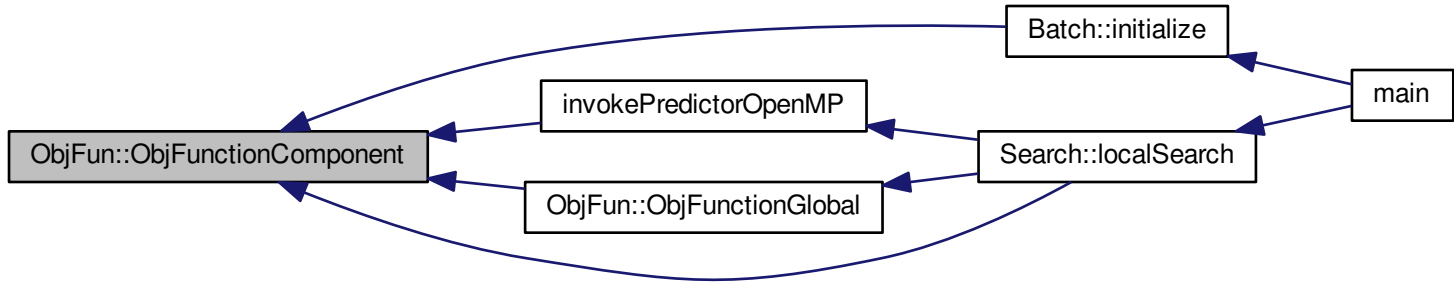 ObjFun::ObjFunctionComponent
Batch::initialize
invokePredictorOpenMP
ObjFun::ObjFunctionGlobal
Search::localSearch
main